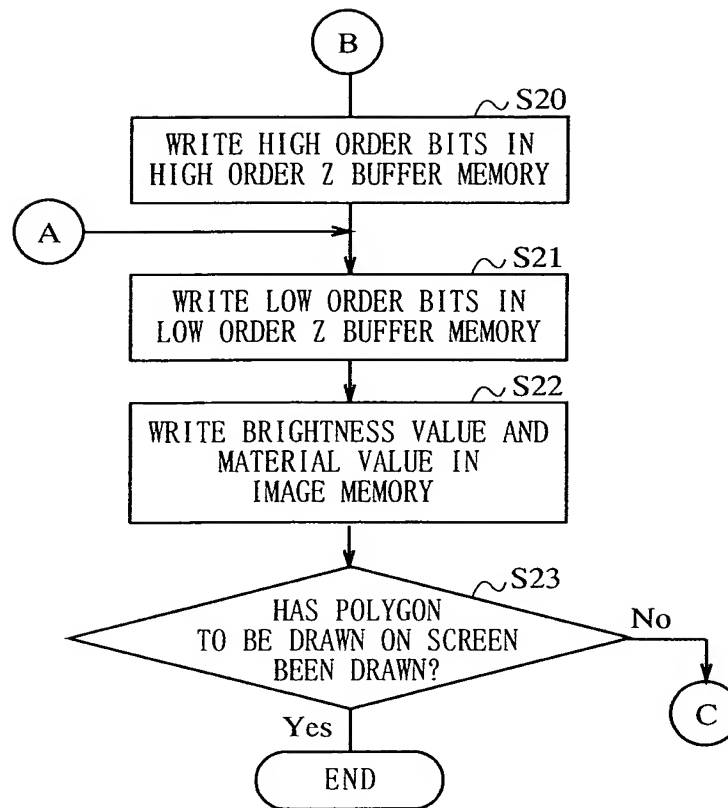 B
S20
WRITE HIGH ORDER BITS IN
HIGH ORDER Z BUFFER MEMORY
A
S21
WRITE LOW ORDER BITS IN
LOW ORDER Z BUFFER MEMORY
S22
WRITE BRIGHTNESS VALUE AND
MATERIAL VALUE IN
IMAGE MEMORY
S23
HAS POLYGON
TO BE DRAWN ON SCREEN
BEEN DRAWN?
No
C
Yes
END